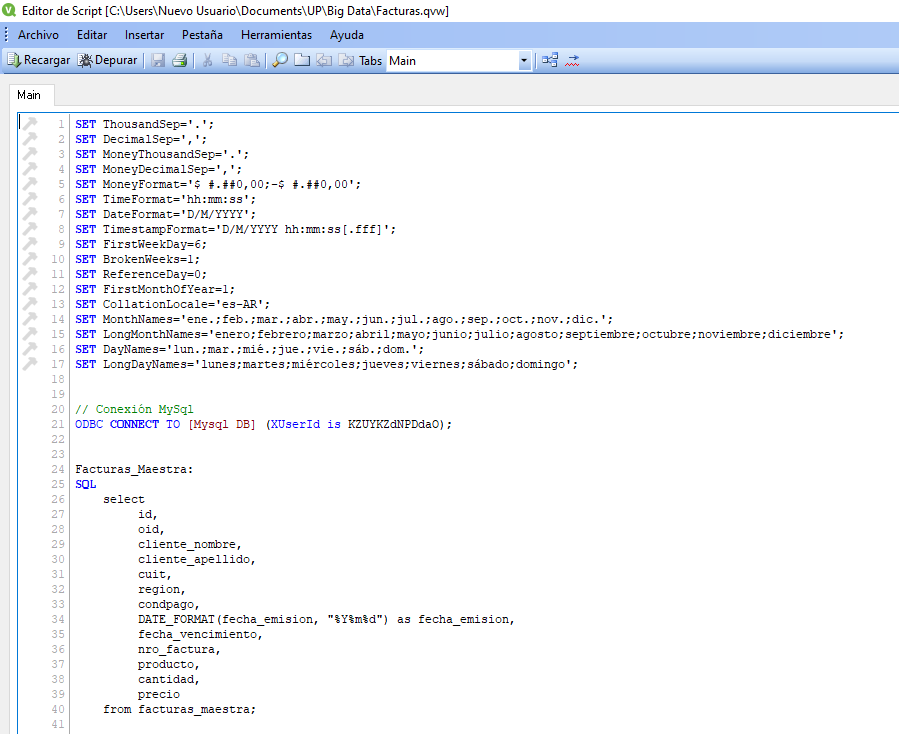 Editor de Script [C:\Users\Nuevo Usuario\Documents\UP\Big Data\Facturas.qvw]
Archivo Editar Insertar Pestaña Herramientas Ayuda
Recargar Depurar Tabs Main
Main
1 SET ThousandSep='.';
2 SET DecimalSep=',';
3 SET MoneyThousandSep='.';
4 SET MoneyDecimalSep=',';
5 SET MoneyFormat='$ #.##0,00;-$ #.##0,00';
6 SET TimeFormat='hh:mm:ss';
7 SET DateFormat='D/M/YYYY';
8 SET TimestampFormat='D/M/YYYY hh:mm:ss[.fff]';
9 SET FirstWeekDay=6;
10 SET BrokenWeeks=1;
11 SET ReferenceDay=0;
12 SET FirstMonthOfYear=1;
13 SET CollationLocale='es-AR';
14 SET MonthNames='ene.;feb.;mar.;abr.;may.;jun.;jul.;ago.;sep.;oct.;nov.;dic.';
15 SET LongMonthNames='enero;febrero;marzo;abril;mayo;junio;julio;agosto;septiembre;octubre;noviembre;diciembre';
16 SET DayNames='lun.;mar.;mié.;jue.;vie.;sáb.;dom.';
17 SET LongDayNames='lunes;martes;miércoles;jueves;viernes;sábado;domingo';
18
19
20 // Conexión MySql
21 ODBC CONNECT TO [Mysql DB] (XUserId is KZUYKZdNPDdaO);
22
23
24 Facturas_Maestra:
25 SQL
26 select
27 id,
28 oid,
29 cliente_nombre,
30 cliente_apellido,
31 cuit,
32 region,
33 condpago,
34 DATE_FORMAT(fecha_emision, "%Y%m%d") as fecha_emision,
35 fecha_vencimiento,
36 nro_factura,
37 producto,
38 cantidad,
39 precio
40 from facturas_maestra;
41